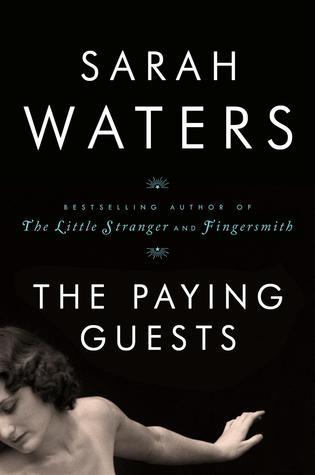 SARAH
WATERS
BESTSELLING AUTHOR OF
The Little Stranger AND Fingersmith
THE PAYING
GUESTS